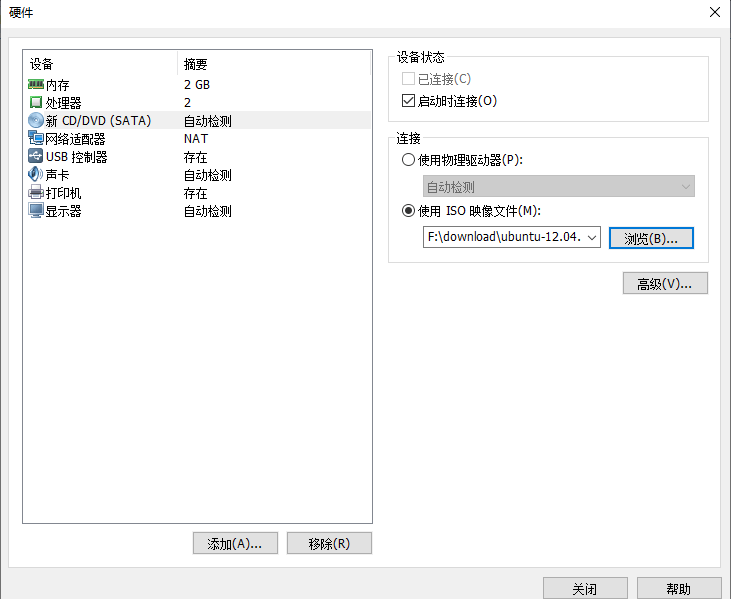 硬件
设备 摘要
内存 2 GB
处理器 2
新 CD/DVD (SATA) 自动检测
网络适配器 NAT
USB 控制器 存在
声卡 自动检测
打印机 存在
显示器 自动检测
添加(A)... 移除(R)
设备状态
已连接(C)
启动时连接(O)
连接
使用物理驱动器(P):
自动检测
使用 ISO 映像文件(M):
F:\download\ubuntu-12.04. 浏览(B)...
高级(V)...
关闭 帮助